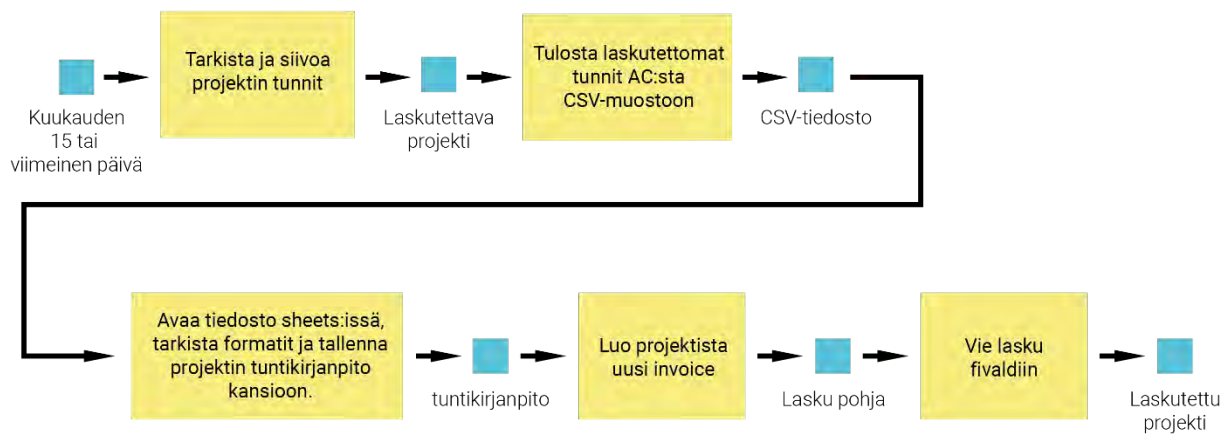 Kuukauden
15 tai
viimeinen päivä
Tarkista ja siivoa
projektin tunnit
Laskutettava
projekti
Tulosta laskutettomat
tunnit AC:sta
CSV-muostoon
CSV-tiedosto
Avaa tiedosto sheets:issä,
tarkista formatit ja tallenna
projektin tuntikirjanpito
kansioon.
tuntikirjanpito
Luo projektista
uusi invoice
Lasku pohja
Vie lasku
fivaldiin
Laskutettu
projekti